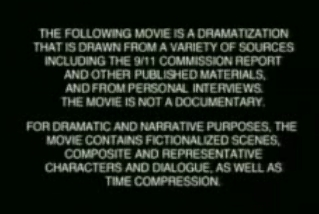 THE FOLLOWING MOVIE IS A DRAMATIZATION
THAT IS DRAWN FROM A VARIETY OF SOURCES
INCLUDING THE 9/11 COMMISSION REPORT
AND OTHER PUBLISHED MATERIALS,
AND FROM PERSONAL INTERVIEWS.
THE MOVIE IS NOT A DOCUMENTARY.
FOR DRAMATIC AND NARRATIVE PURPOSES, THE
MOVIE CONTAINS FICTIONALIZED SCENES,
COMPOSITE AND REPRESENTATIVE
CHARACTERS AND DIALOGUE, AS WELL AS
TIME COMPRESSION.